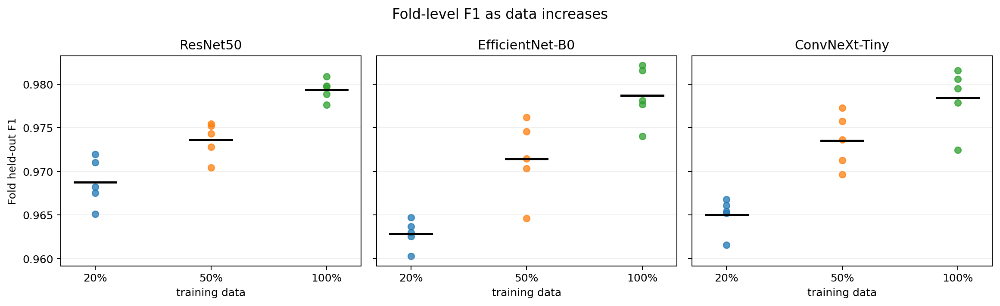 Fold-level F1 as data increases
ResNet50
EfficientNet-B0
ConvNeXt-Tiny
Fold held-out F1
0.980
0.975
0.970
0.965
0.960
20% 50% 100%
20% 50% 100%
20% 50% 100%
training data
training data
training data